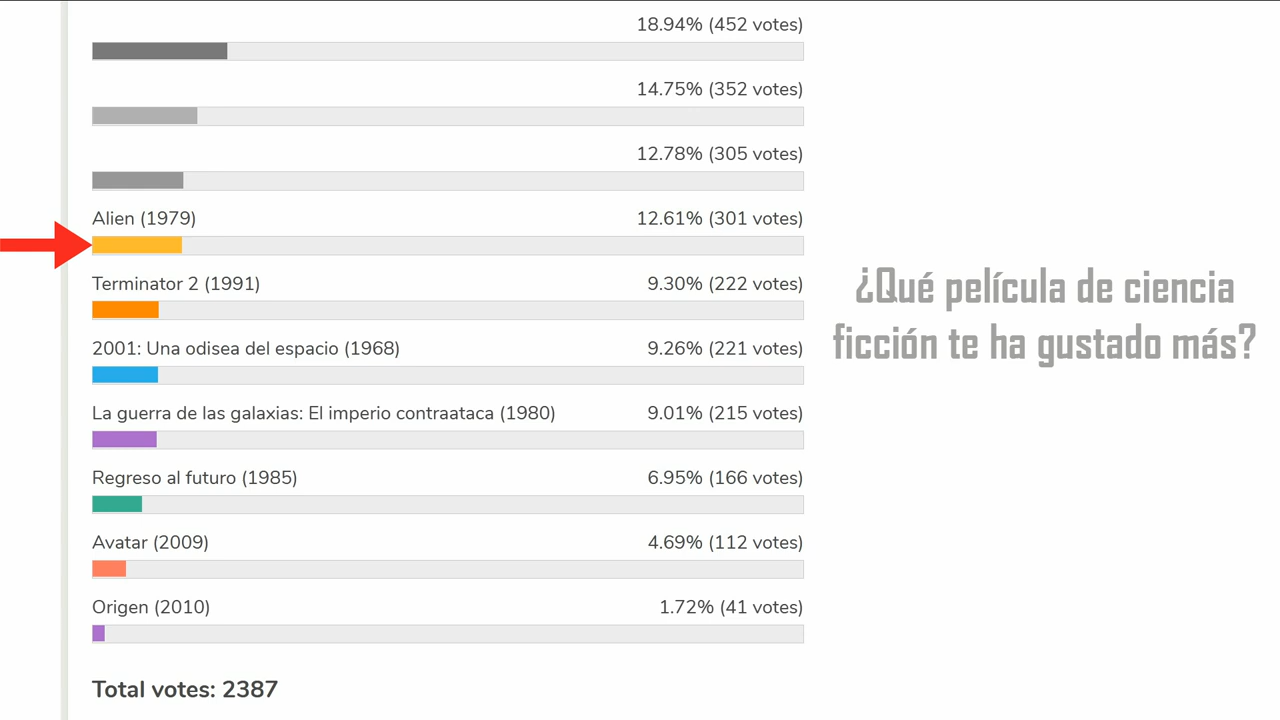 18.94% (452 votes)
14.75% (352 votes)
12.78% (305 votes)
Alien (1979) 12.61% (301 votes)
Terminator 2 (1991) 9.30% (222 votes)
2001: Una odisea del espacio (1968) 9.26% (221 votes)
La guerra de las galaxias: El imperio contraataca (1980) 9.01% (215 votes)
Regreso al futuro (1985) 6.95% (166 votes)
Avatar (2009) 4.69% (112 votes)
Origen (2010) 1.72% (41 votes)
Total votes: 2387
¿Qué película de ciencia
ficción te ha gustado más?